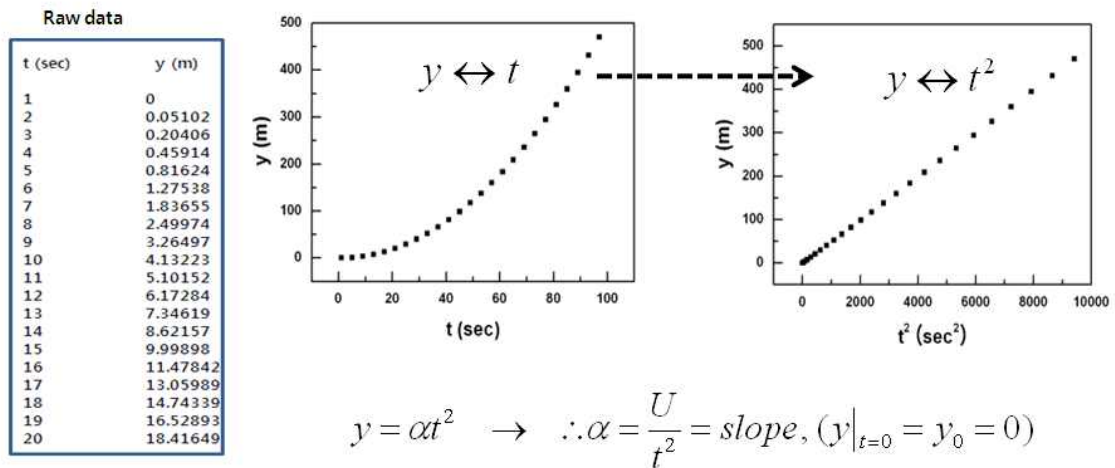 Raw data
t (sec) y (m)
1 0
2 0.05102
3 0.20406
4 0.45914
5 0.81624
6 1.27538
7 1.83655
8 2.49974
9 3.26497
10 4.13223
11 5.10152
12 6.17284
13 7.34619
14 8.62157
15 9.99898
16 11.47842
17 13.05989
18 14.74339
19 16.52893
20 18.41649
500
400
300
200
100
0
y (m)
y ↔ t
0 20 40 60 80 100
t (sec)
500
400
300
200
100
0
y (m)
y ↔ t²
0 2000 4000 6000 8000 10000
t² (sec²)
y = αt² → ∴α = U/t² = slope, (y|t=0 = y₀ = 0)